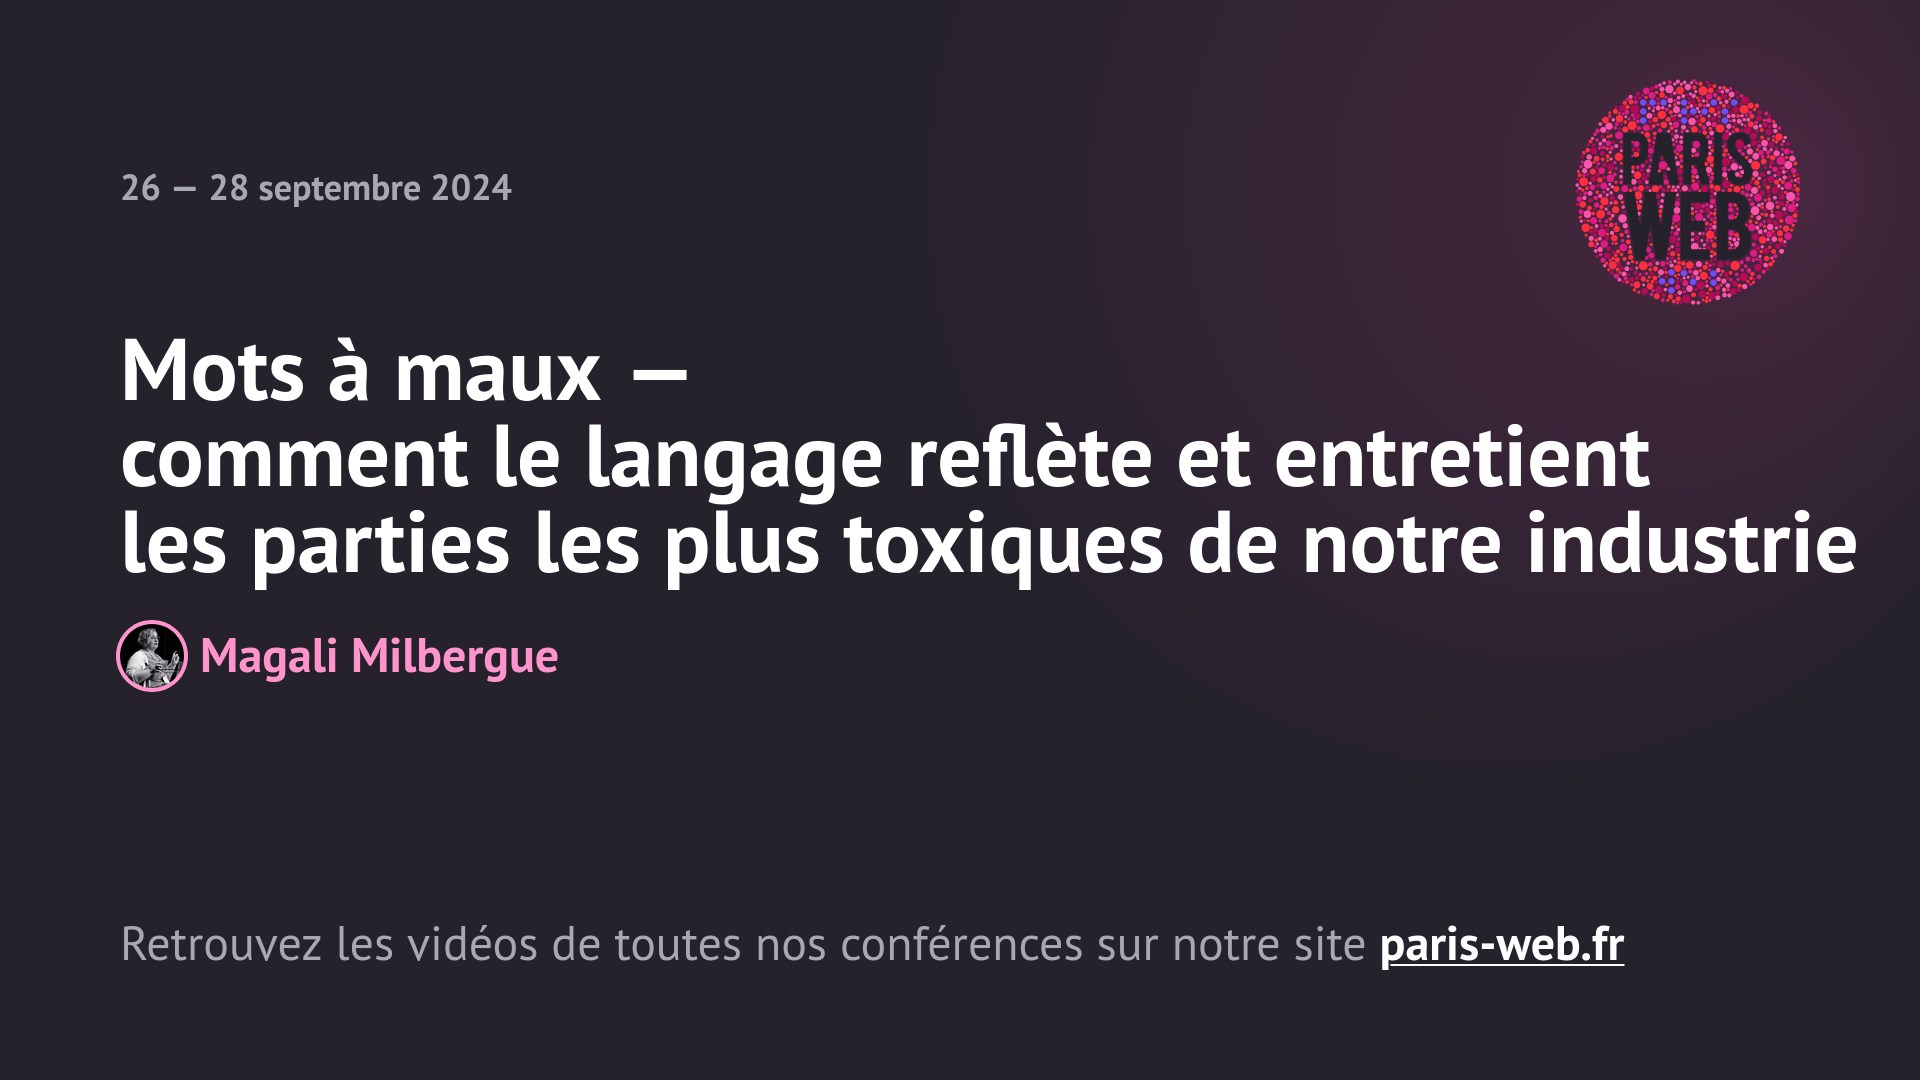 26 — 28 septembre 2024
PARIS
WEB
Mots à maux —
comment le langage reflète et entretient
les parties les plus toxiques de notre industrie
Magali Milbergue
Retrouvez les vidéos de toutes nos conférences sur notre site paris-web.fr